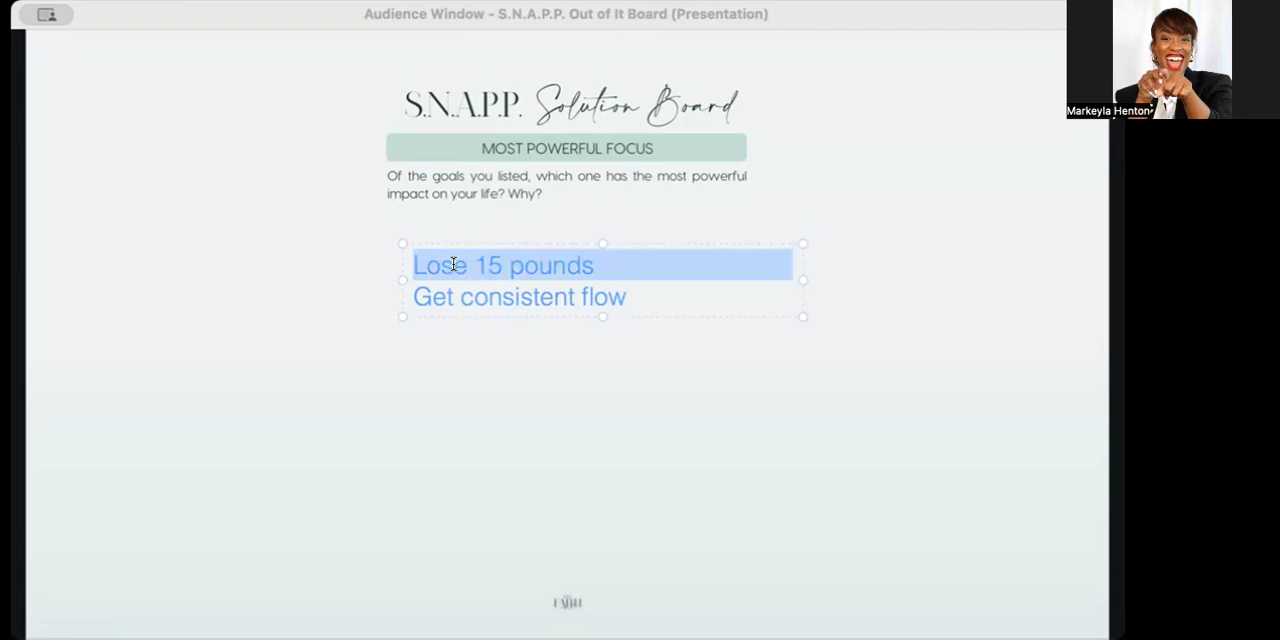 Audience Window - S.N.A.P.P. Out of It Board (Presentation)
S.N.A.P.P. Solution Board
MOST POWERFUL FOCUS
Of the goals you listed, which one has the most powerful
impact on your life? Why?
Lose 15 pounds
Get consistent flow
Markeyla Henton